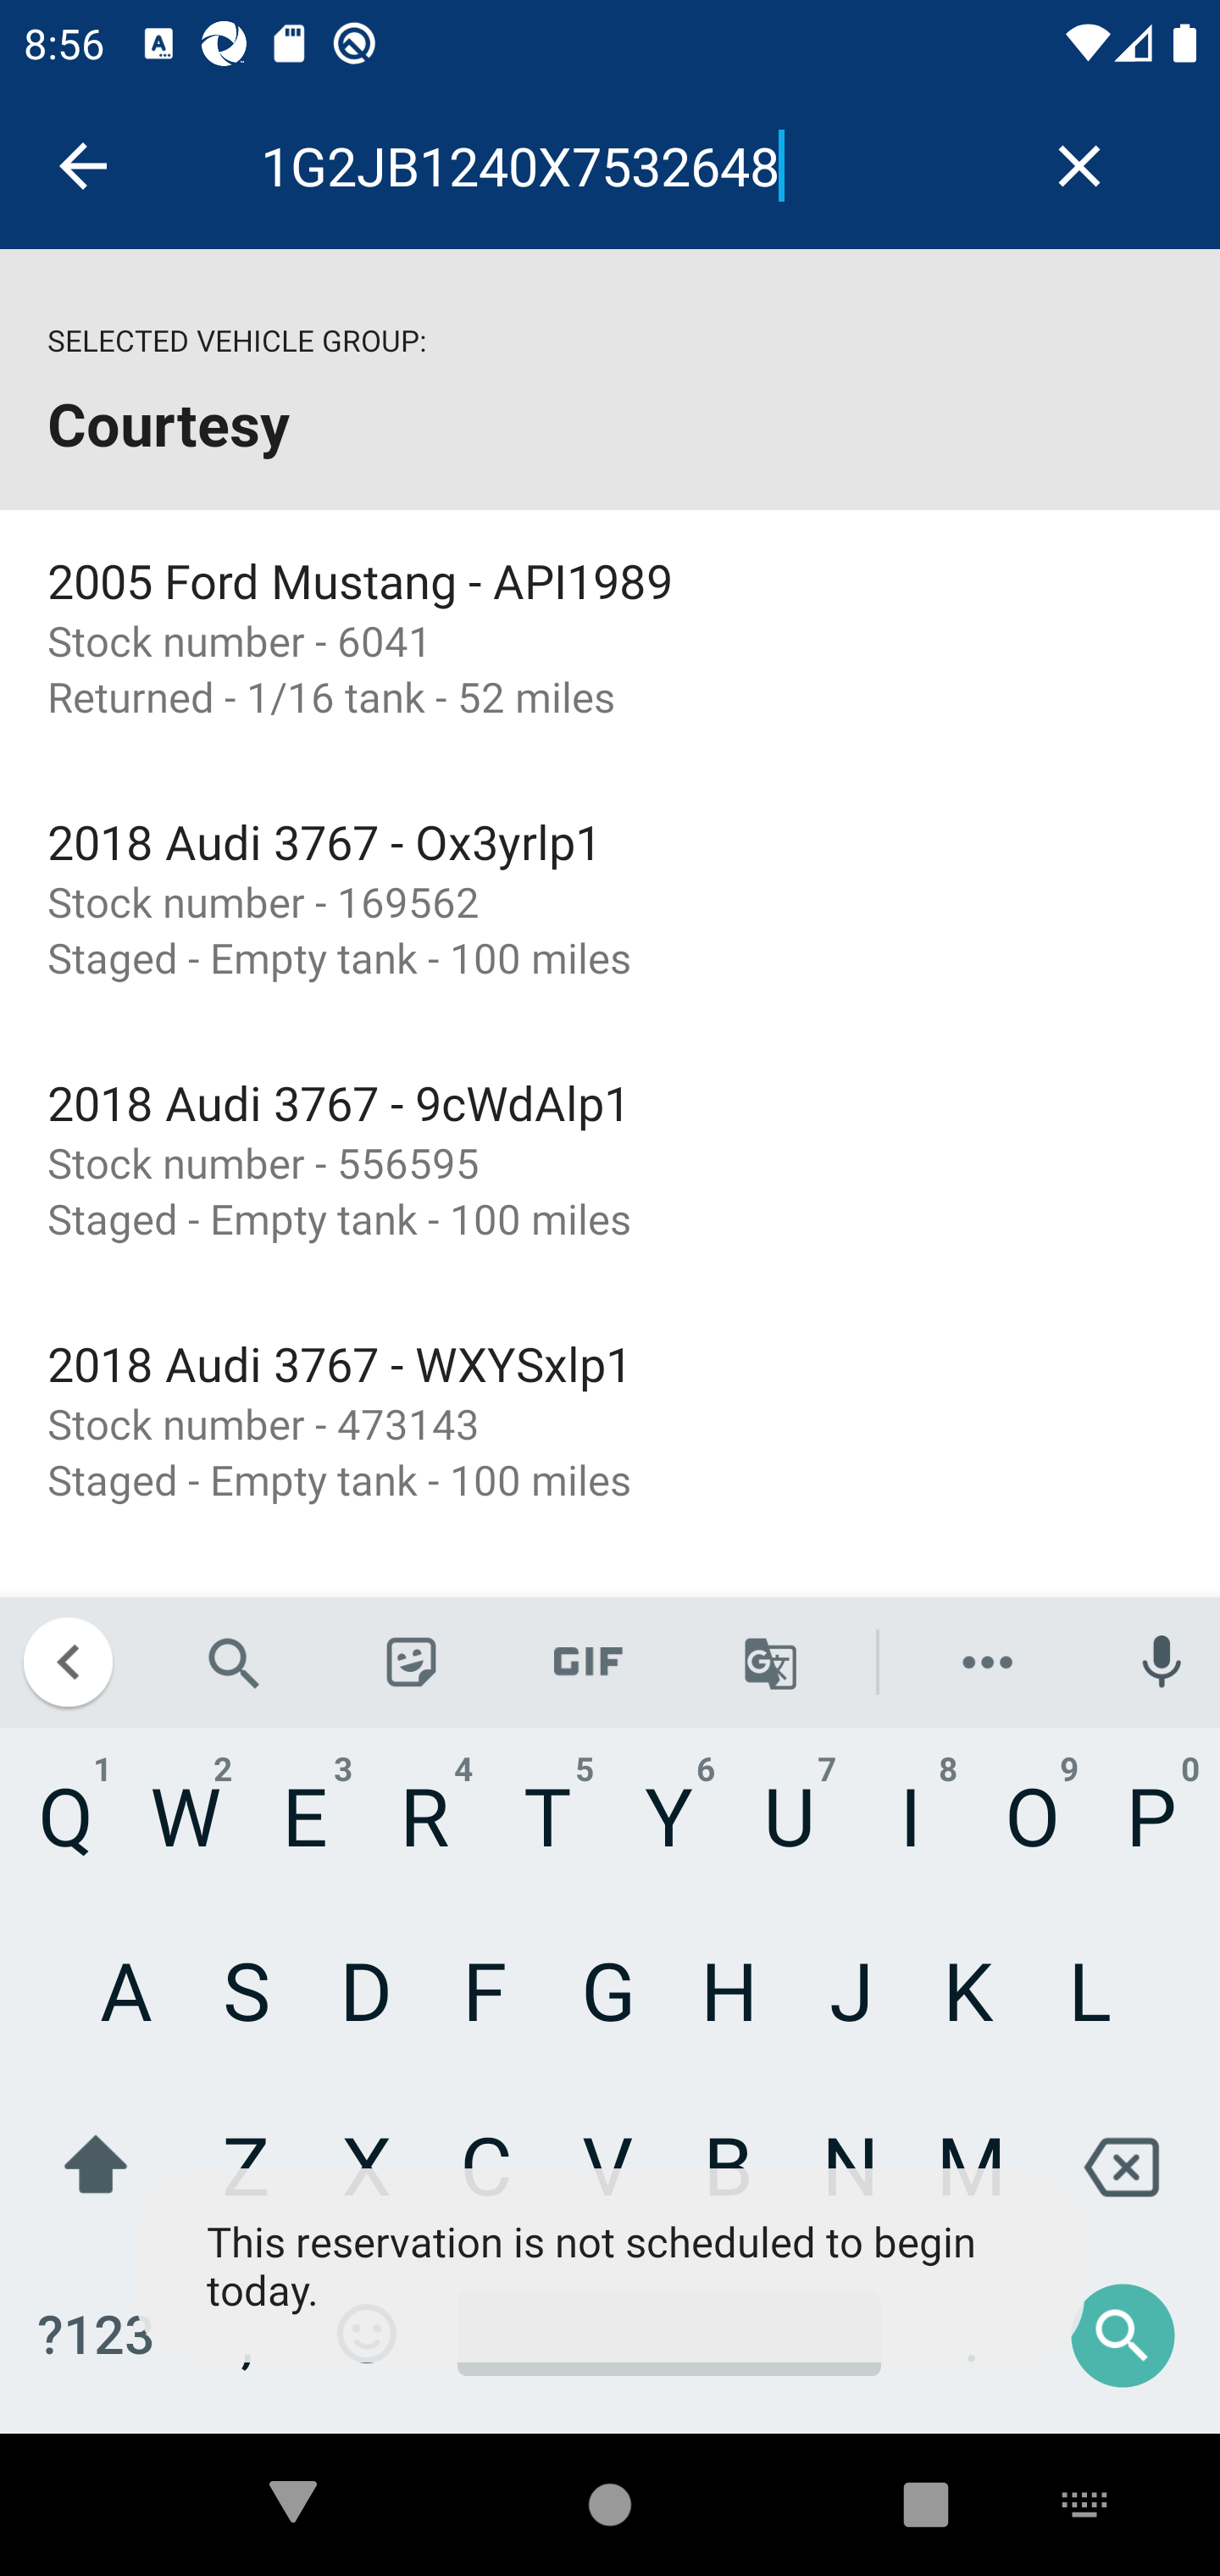 8:56
1G2JB1240X7532648
SELECTED VEHICLE GROUP:
Courtesy
2005 Ford Mustang - API1989
Stock number - 6041
Returned - 1/16 tank - 52 miles
2018 Audi 3767 - Ox3yrlp1
Stock number - 169562
Staged - Empty tank - 100 miles
2018 Audi 3767 - 9cWdAlp1
Stock number - 556595
Staged - Empty tank - 100 miles
2018 Audi 3767 - WXYSxlp1
Stock number - 473143
Staged - Empty tank - 100 miles
GIF
1 2 3 4 5 6 7 8 9 0
Q W E R T Y U I O P
A S D F G H J K L
Z X C V B N M
This reservation is not scheduled to begin
today.
?123 , .